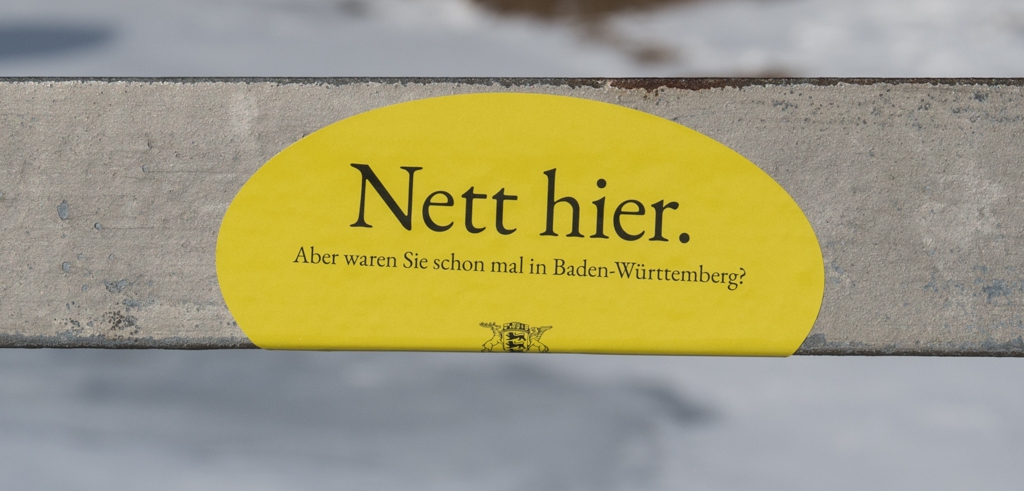 Nett hier.
Aber waren Sie schon mal in Baden-Württemberg?